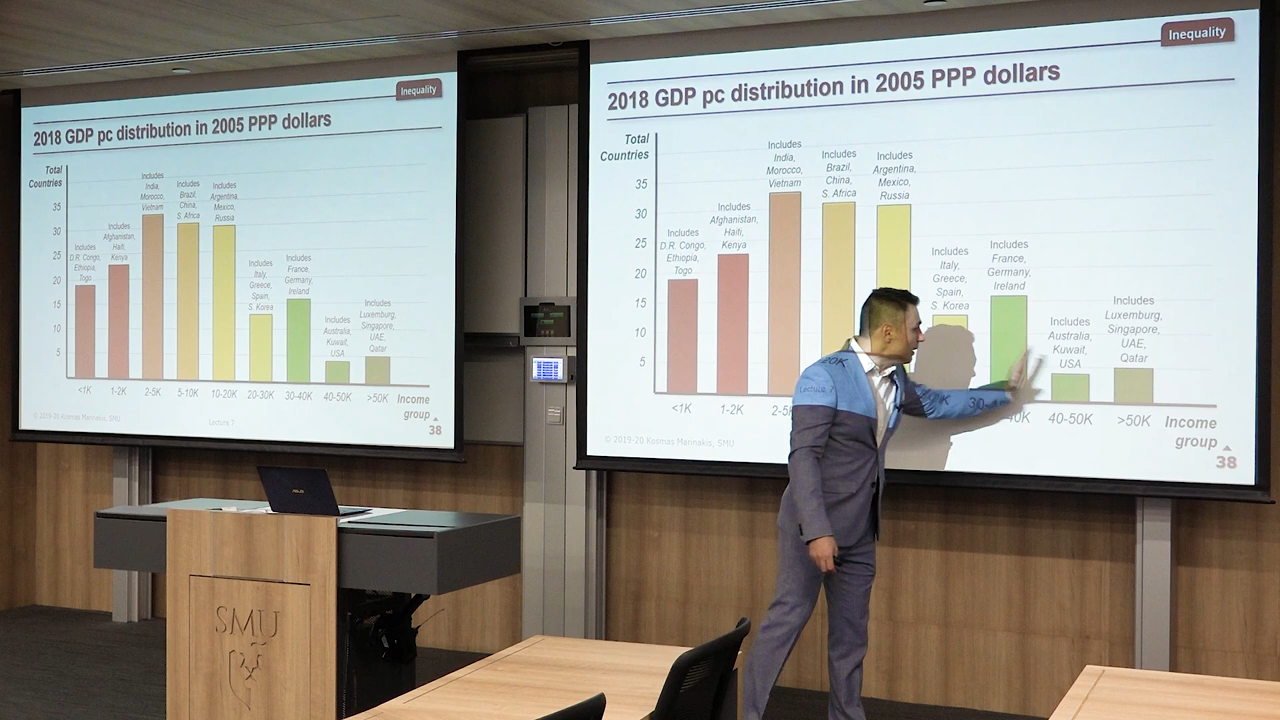 Inequality
2018 GDP pc distribution in 2005 PPP dollars
Total
Countries
35
30
25
20
15
10
5
Includes
D.R. Congo,
Ethiopia,
Togo
Includes
Afghanistan,
Haiti,
Kenya
Includes
India,
Morocco,
Vietnam
Includes
Brazil,
China,
S. Africa
Includes
Argentina,
Mexico,
Russia
Includes
Italy,
Greece,
Spain,
S. Korea
Includes
France,
Germany,
Ireland
Includes
Australia,
Kuwait,
USA
Includes
Luxemburg,
Singapore,
UAE,
Qatar
<1K 1-2K 2-5K 5-10K 10-20K 20-30K 30-40K 40-50K >50K Income
group
© 2019-20 Kosmas Marinakis, SMU
Lecture 7
38
Inequality
2018 GDP pc distribution in 2005 PPP dollars
Total
Countries
35
30
25
20
15
10
5
Includes
D.R. Congo,
Ethiopia,
Togo
Includes
Afghanistan,
Haiti,
Kenya
Includes
India,
Morocco,
Vietnam
Includes
Brazil,
China,
S. Africa
Includes
Argentina,
Mexico,
Russia
Includes
Italy,
Greece,
Spain,
S. Korea
Includes
France,
Germany,
Ireland
Includes
Australia,
Kuwait,
USA
Includes
Luxemburg,
Singapore,
UAE,
Qatar
<1K 1-2K 2-5 20K K 30-4 40K 40-50K >50K Income
group
Lecture 7
© 2019-20 Kosmas Marinakis, SMU
38
ASUS
SMU